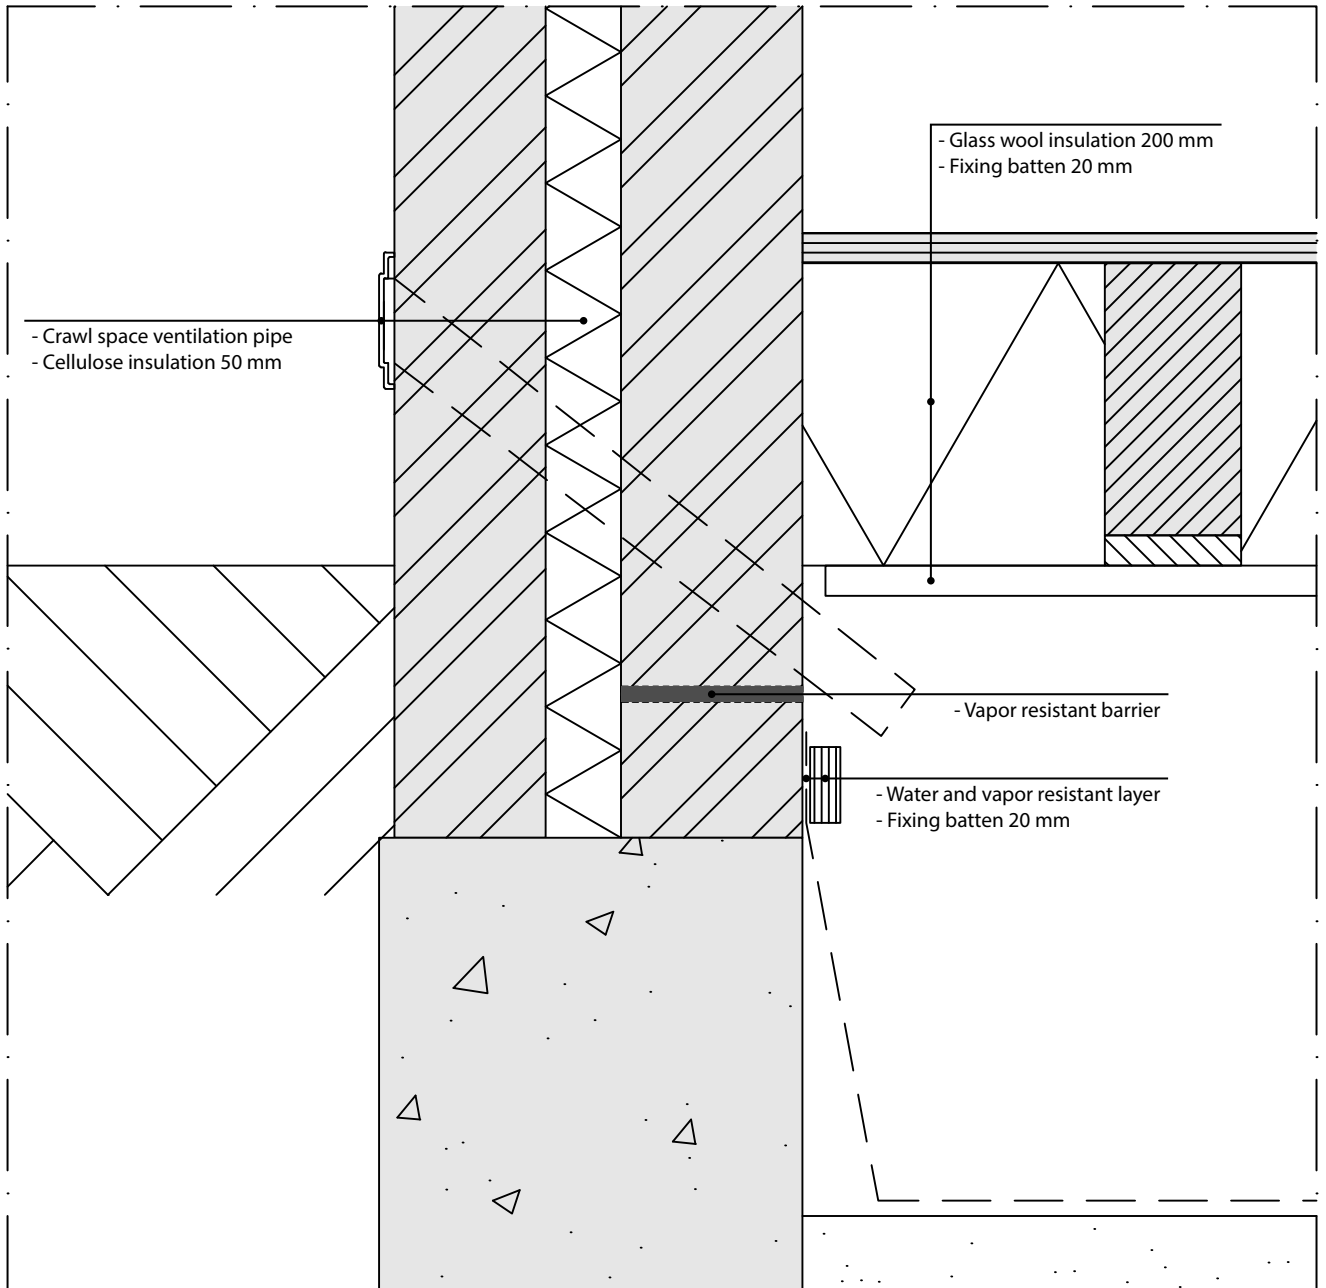 - Glass wool insulation 200 mm
- Fixing batten 20 mm
- Crawl space ventilation pipe
- Cellulose insulation 50 mm
- Vapor resistant barrier
- Water and vapor resistant layer
- Fixing batten 20 mm